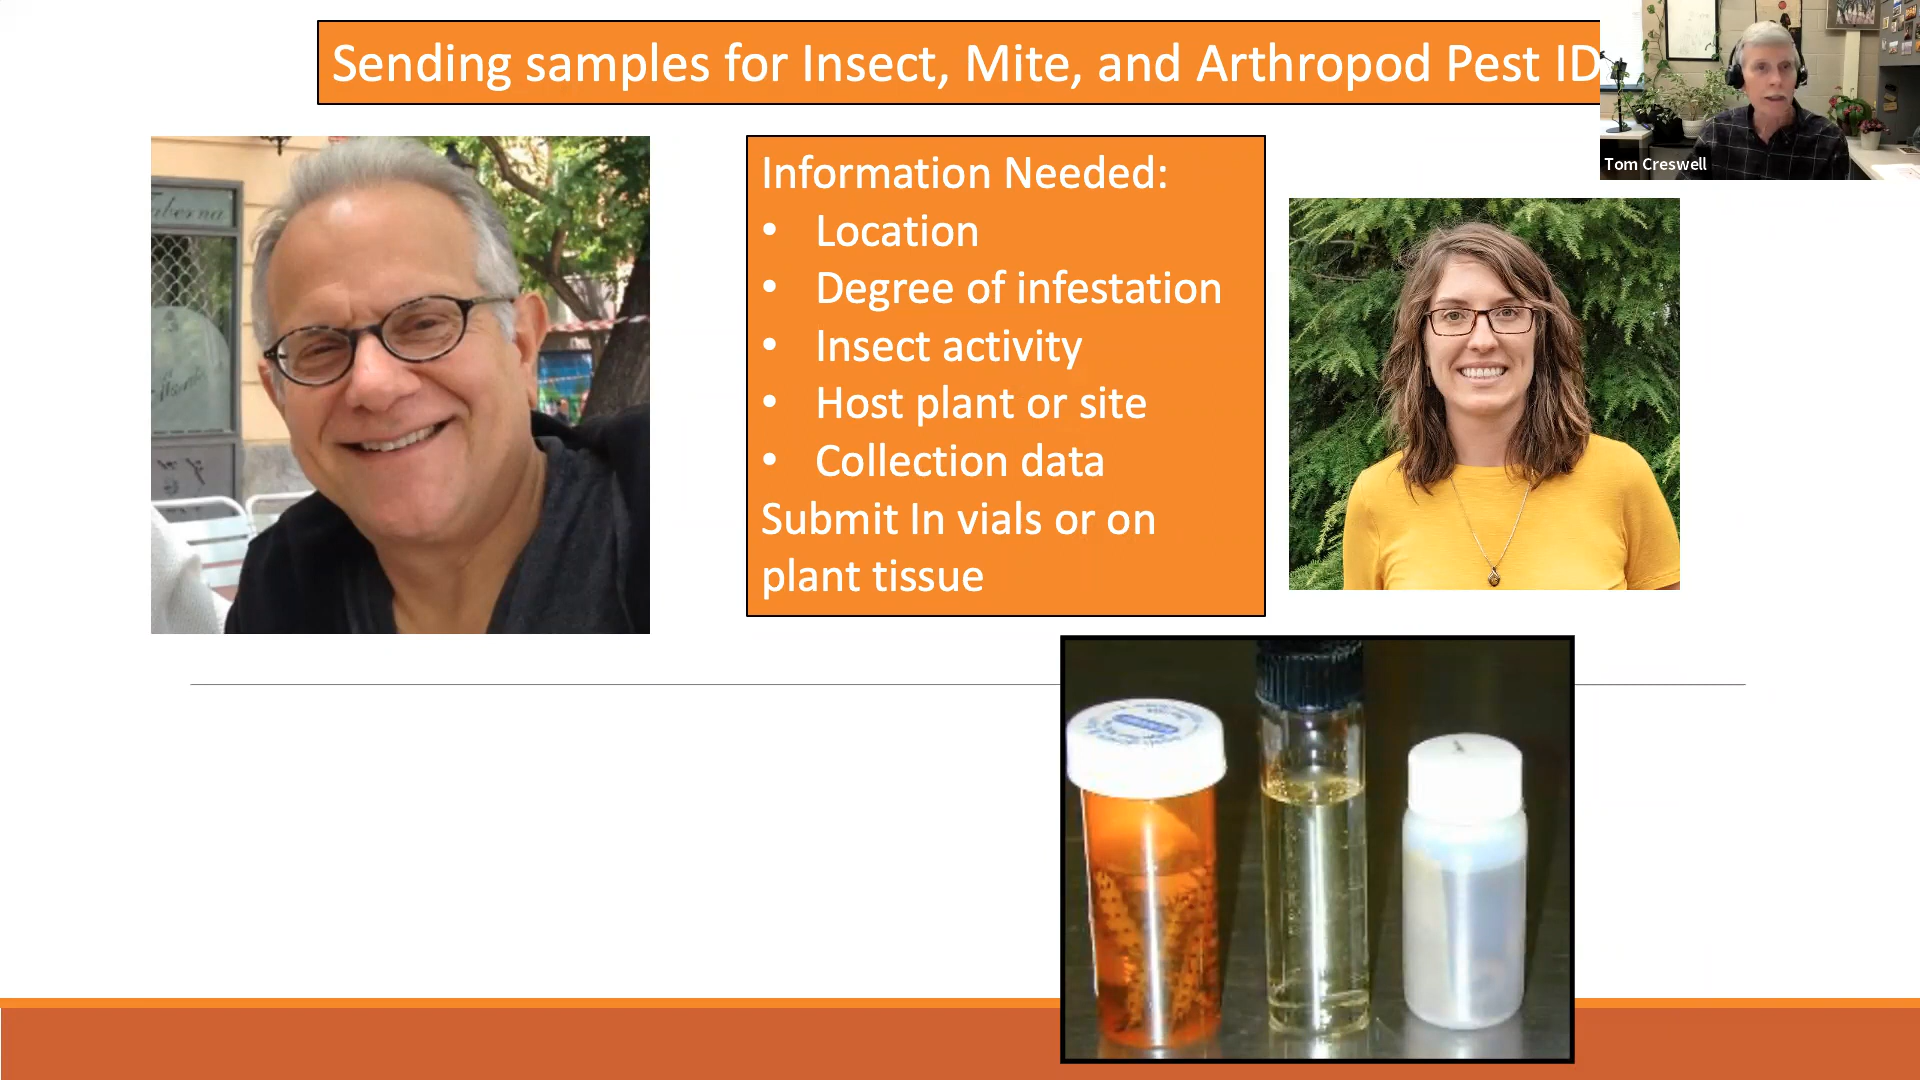 Sending samples for Insect, Mite, and Arthropod Pest ID
Tom Creswell
Information Needed:
• Location
• Degree of infestation
• Insect activity
• Host plant or site
• Collection data
Submit In vials or on
plant tissue